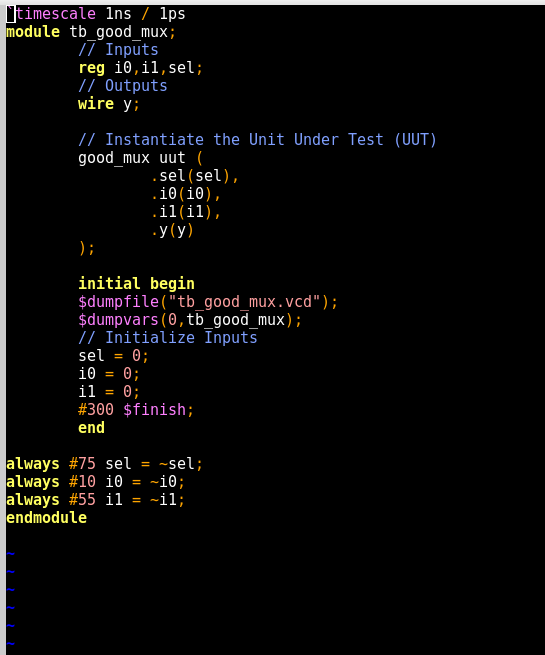 `timescale 1ns / 1ps
module tb_good_mux;
        // Inputs
        reg i0,i1,sel;
        // Outputs
        wire y;

        // Instantiate the Unit Under Test (UUT)
        good_mux uut (
                .sel(sel),
                .i0(i0),
                .i1(i1),
                .y(y)
        );

        initial begin
        $dumpfile("tb_good_mux.vcd");
        $dumpvars(0,tb_good_mux);
        // Initialize Inputs
        sel = 0;
        i0 = 0;
        i1 = 0;
        #300 $finish;
        end

always #75 sel = ~sel;
always #10 i0 = ~i0;
always #55 i1 = ~i1;
endmodule

~
~
~
~
~
~